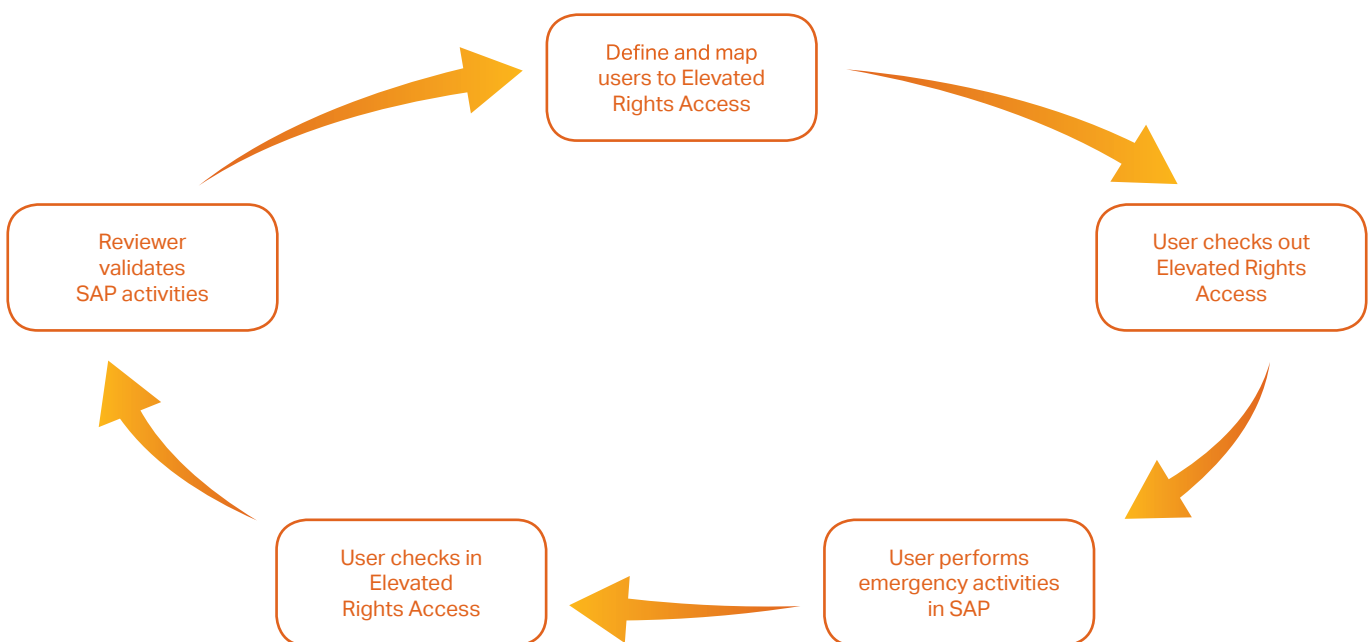 Define and map
users to Elevated
Rights Access
User checks out
Elevated Rights
Access
User performs
emergency activities
in SAP
User checks in
Elevated
Rights Access
Reviewer
validates
SAP activities